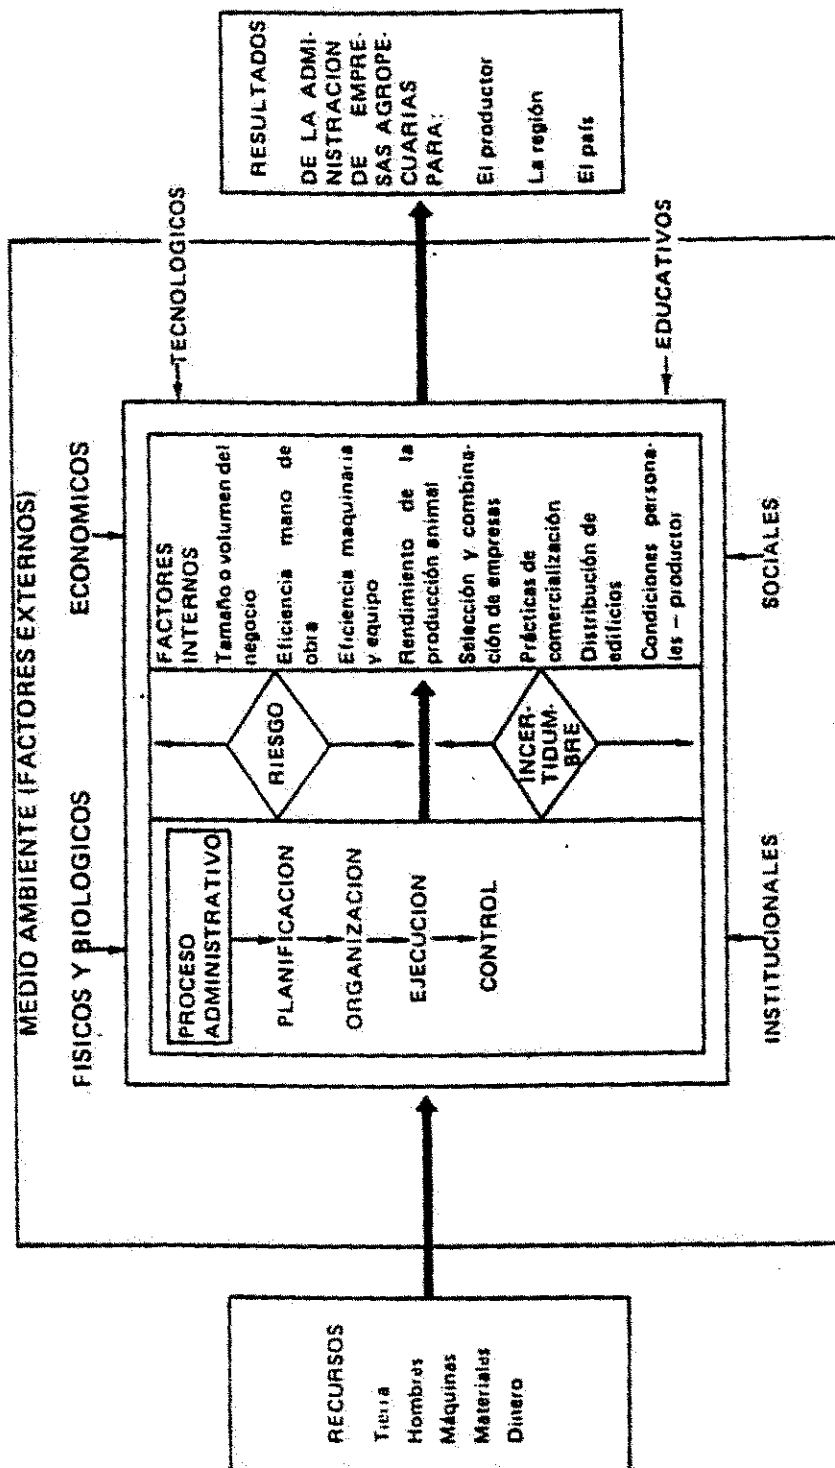 MEDIO AMBIENTE (FACTORES EXTERNOS)
FISICOS Y BIOLOGICOS
ECONOMICOS
TECNOLOGICOS
RECURSOS
Tierra
Hombres
Máquinas
Materiales
Dinero
PROCESO
ADMINISTRATIVO
PLANIFICACION
ORGANIZACION
EJECUCION
CONTROL
RIESGO
INCER-
TIDUM-
BRE
FACTORES
INTERNOS
Tamaño o volumen del
negocio
Eficiencia mano de
obra
Eficiencia maquinaria
y equipo
Rendimiento de la
producción animal
Selección y combina-
ción de empresas
Prácticas de
comercialización
Distribución de
edificios
Condiciones persona-
les – productor
INSTITUCIONALES
SOCIALES
EDUCATIVOS
RESULTADOS
DE LA ADMI-
NISTRACION
DE EMPRE-
SAS AGROPE-
CUARIAS
PARA:
El productor
La región
El país